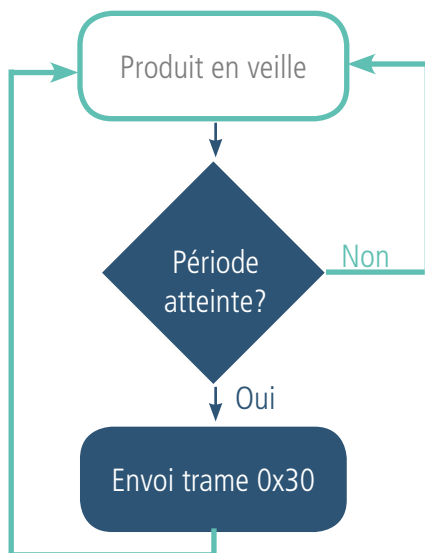 Produit en veille
Période
atteinte?
Non
Oui
Envoi trame 0x30